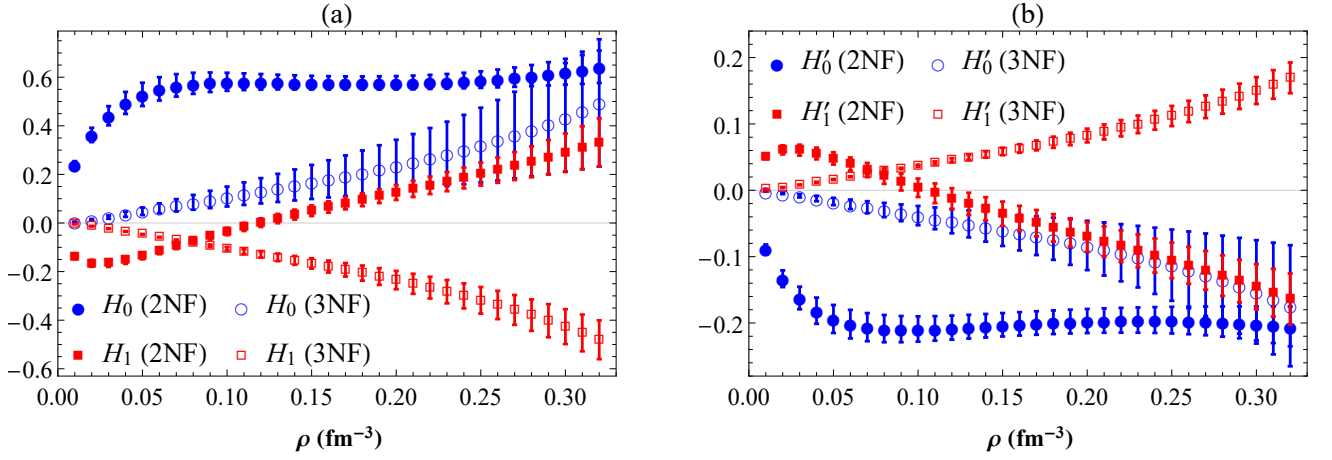 (a)
0.6
0.4
0.2
0.0
−0.2
−0.4
−0.6
H₀ (2NF) H₀ (3NF)
H₁ (2NF) H₁ (3NF)
0.00 0.05 0.10 0.15 0.20 0.25 0.30
ρ (fm⁻³)
(b)
0.2
0.1
0.0
−0.1
−0.2
H′₀ (2NF) H′₀ (3NF)
H′₁ (2NF) H′₁ (3NF)
0.00 0.05 0.10 0.15 0.20 0.25 0.30
ρ (fm⁻³)